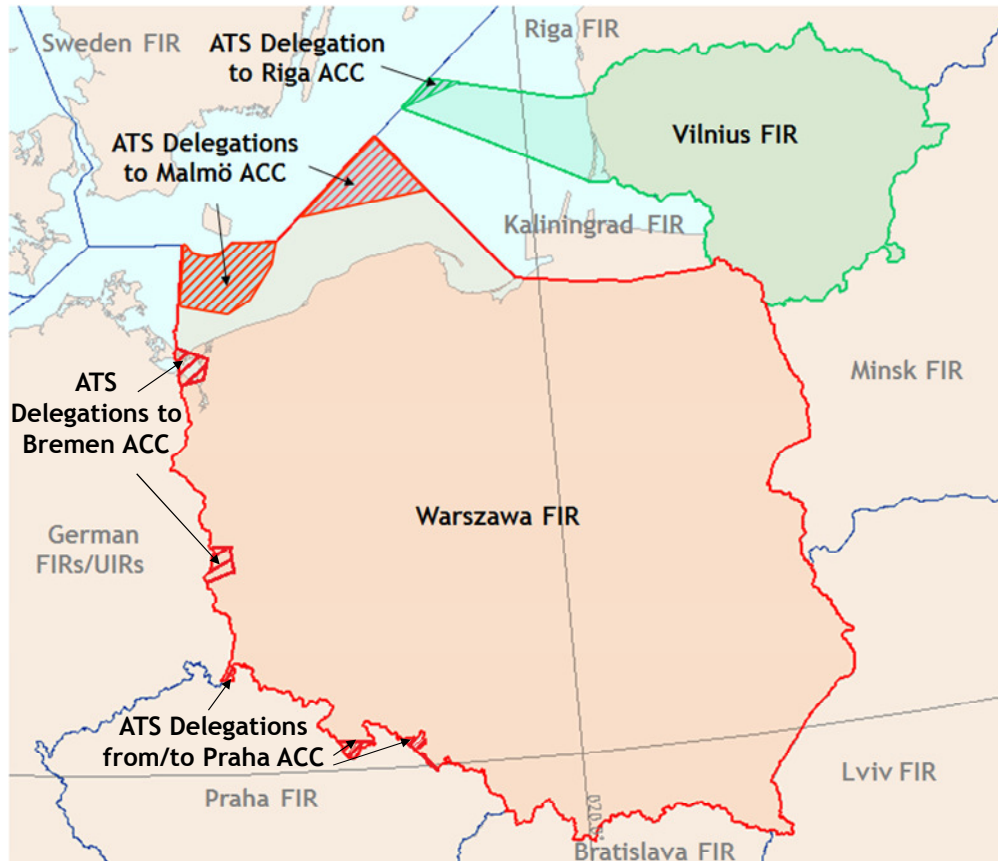 Sweden FIR
ATS Delegation
to Riga ACC
Riga FIR
ATS Delegations
to Malmö ACC
Vilnius FIR
Kaliningrad FIR
Minsk FIR
ATS
Delegations to
Bremen ACC
Warszawa FIR
German
FIRs/UIRs
ATS Delegations
from/to Praha ACC
Praha FIR
Lviv FIR
Bratislava FIR